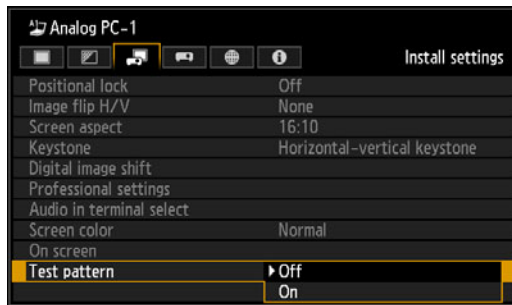 Analog PC-1
Install settings
Positional lock Off
Image flip H/V None
Screen aspect 16:10
Keystone Horizontal-vertical keystone
Digital image shift
Professional settings
Audio in terminal select
Screen color Normal
On screen
Test pattern Off
On